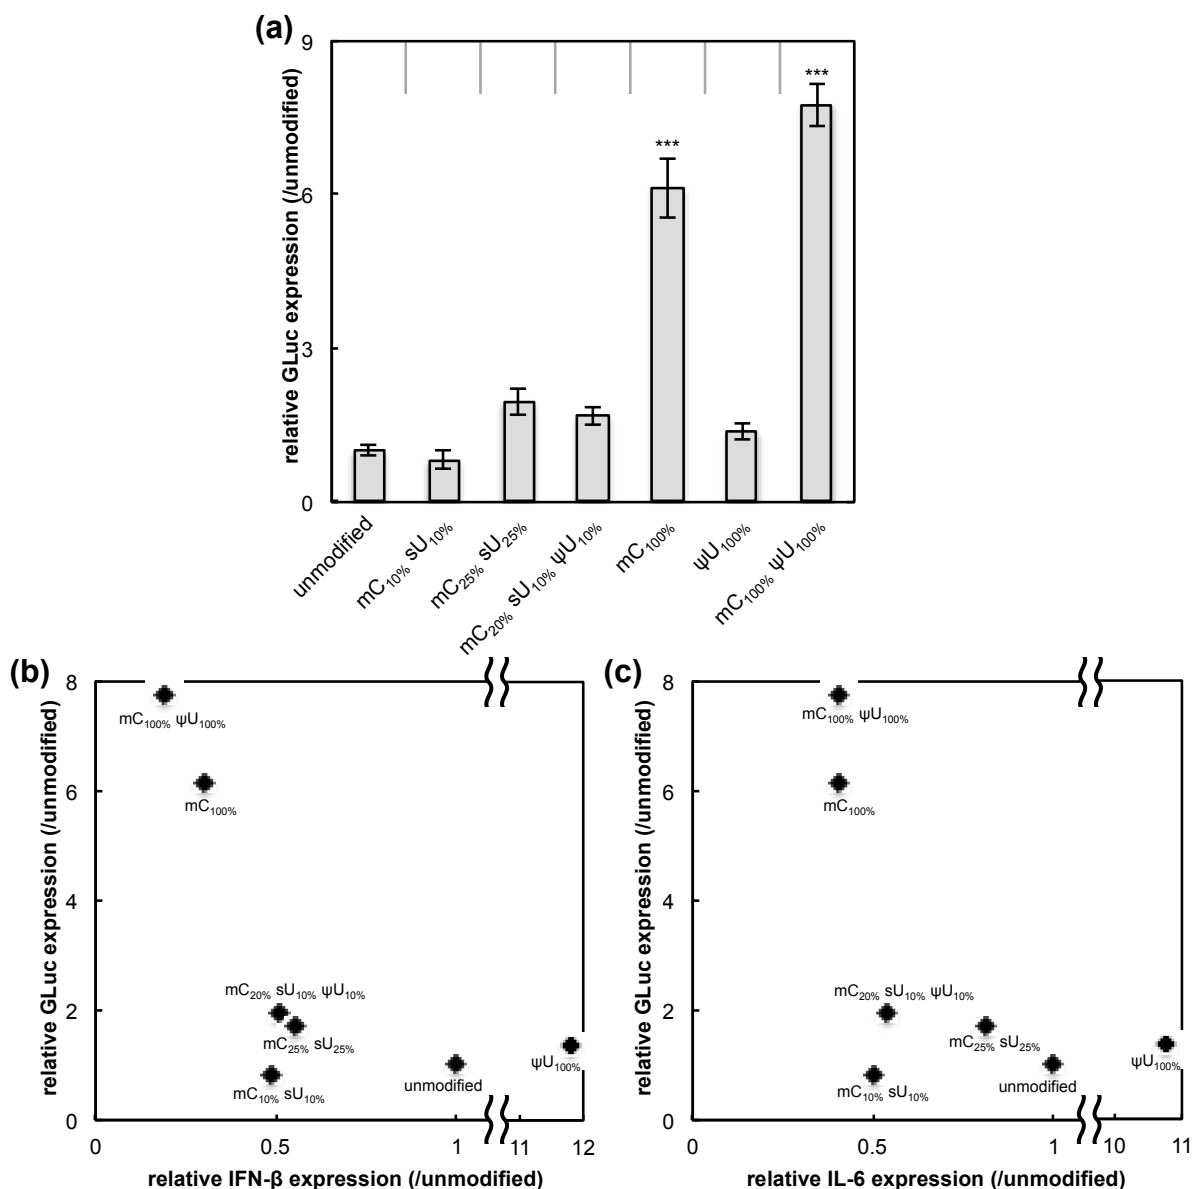 (a)
relative GLuc expression (/unmodified)
9
6
3
0
***
***
unmodified
mC10% sU10%
mC25% sU25%
mC20% sU10% ψU10%
mC100%
ψU100%
mC100% ψU100%
(b)
relative GLuc expression (/unmodified)
8
6
4
2
0
mC100% ψU100%
mC100%
mC20% sU10% ψU10%
mC25% sU25%
mC10% sU10%
unmodified
ψU100%
0 0.5 1 11 12
relative IFN-β expression (/unmodified)
(c)
relative GLuc expression (/unmodified)
8
6
4
2
0
mC100% ψU100%
mC100%
mC20% sU10% ψU10%
mC25% sU25%
mC10% sU10%
unmodified
ψU100%
0 0.5 1 10 11
relative IL-6 expression (/unmodified)